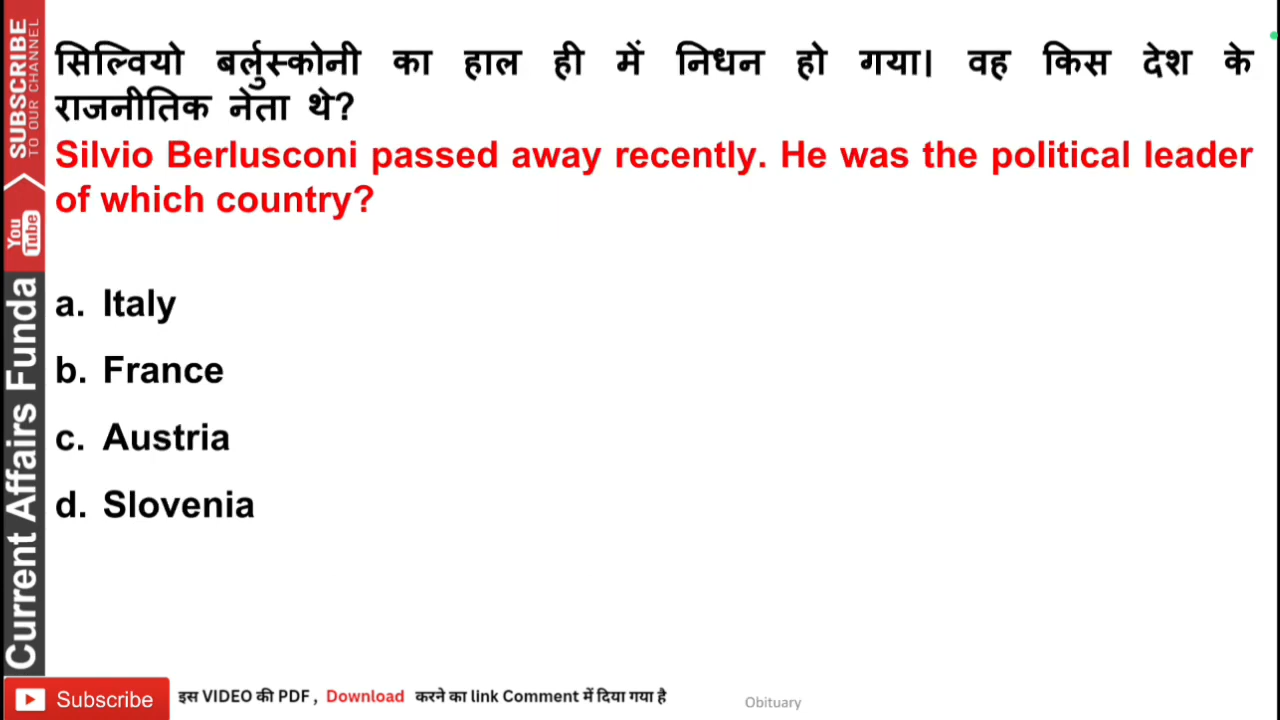 सिल्वियो बर्लुस्कोनी का हाल ही में निधन हो गया। वह किस देश के
राजनीतिक नेता थे?
Silvio Berlusconi passed away recently. He was the political leader
of which country?
a. Italy
b. France
c. Austria
d. Slovenia
SUBSCRIBE
TO OUR CHANNEL
You
Tube
Current Affairs Funda
Subscribe
इस VIDEO की PDF , Download करने का link Comment में दिया गया है
Obituary